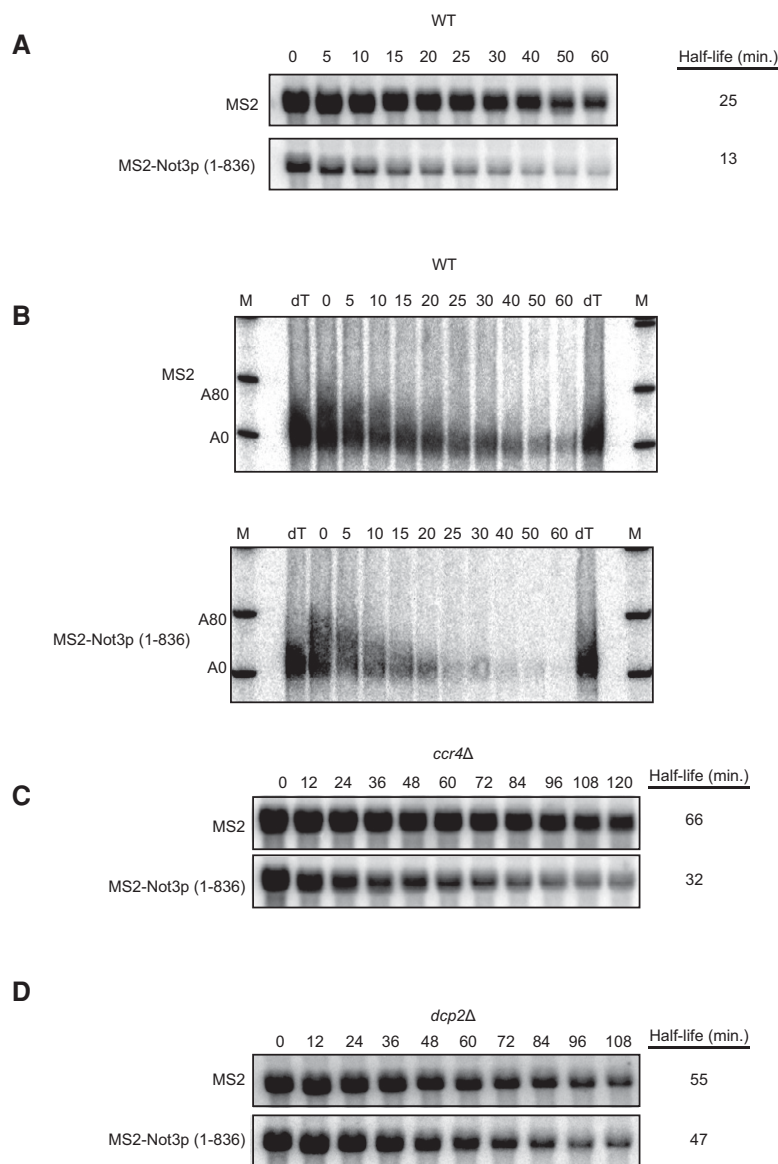 A
WT
0 5 10 15 20 25 30 40 50 60
Half-life (min.)
MS2
25
MS2-Not3p (1-836)
13
B
WT
M dT 0 5 10 15 20 25 30 40 50 60 dT M
MS2
A80
A0
M dT 0 5 10 15 20 25 30 40 50 60 dT M
A80
MS2-Not3p (1-836)
A0
C
ccr4Δ
0 12 24 36 48 60 72 84 96 108 120
Half-life (min.)
MS2
66
MS2-Not3p (1-836)
32
D
dcp2Δ
0 12 24 36 48 60 72 84 96 108
Half-life (min.)
MS2
55
MS2-Not3p (1-836)
47